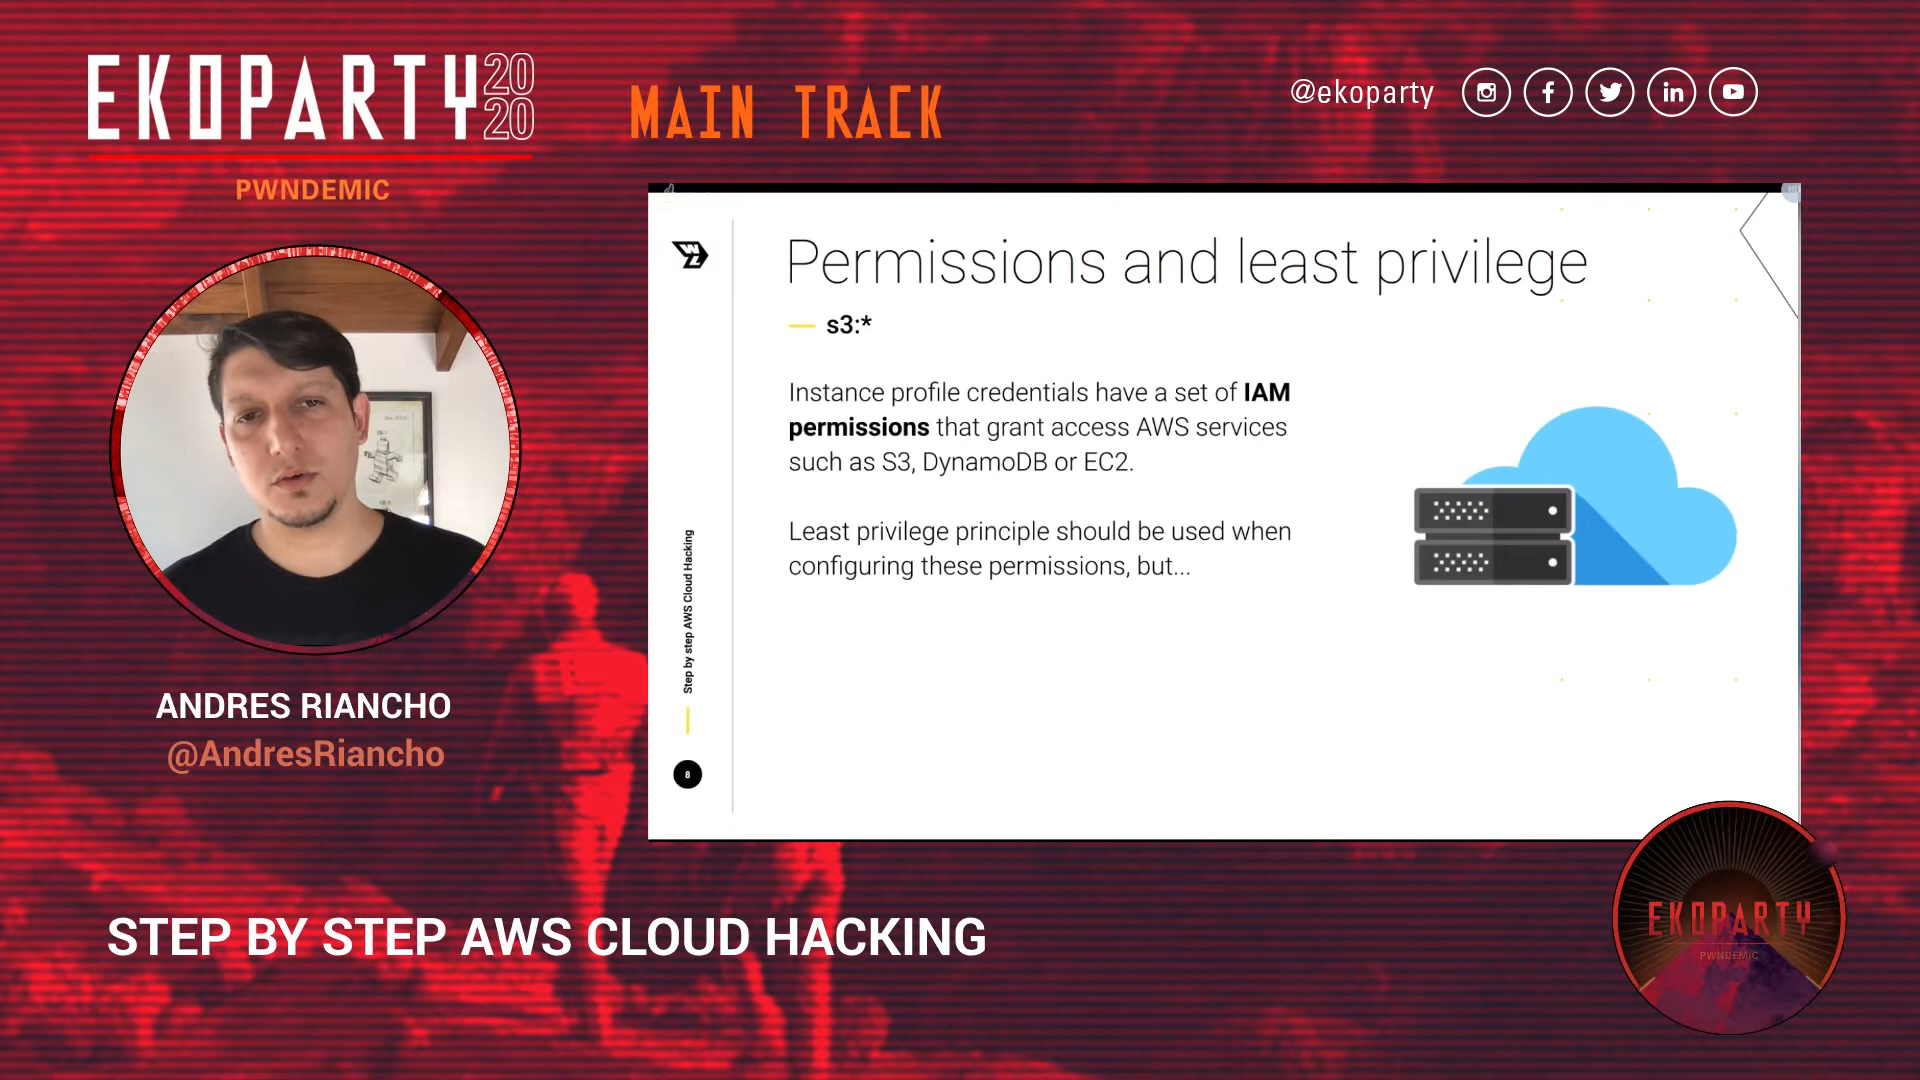 EKOPARTY 2020
PWNDEMIC
MAIN TRACK
@ekoparty
Permissions and least privilege
s3:*
Instance profile credentials have a set of IAM
permissions that grant access AWS services
such as S3, DynamoDB or EC2.
Least privilege principle should be used when
configuring these permissions, but...
Step by step AWS Cloud Hacking
8
ANDRES RIANCHO
@AndresRiancho
STEP BY STEP AWS CLOUD HACKING
EKOPARTY
PWNDEMIC